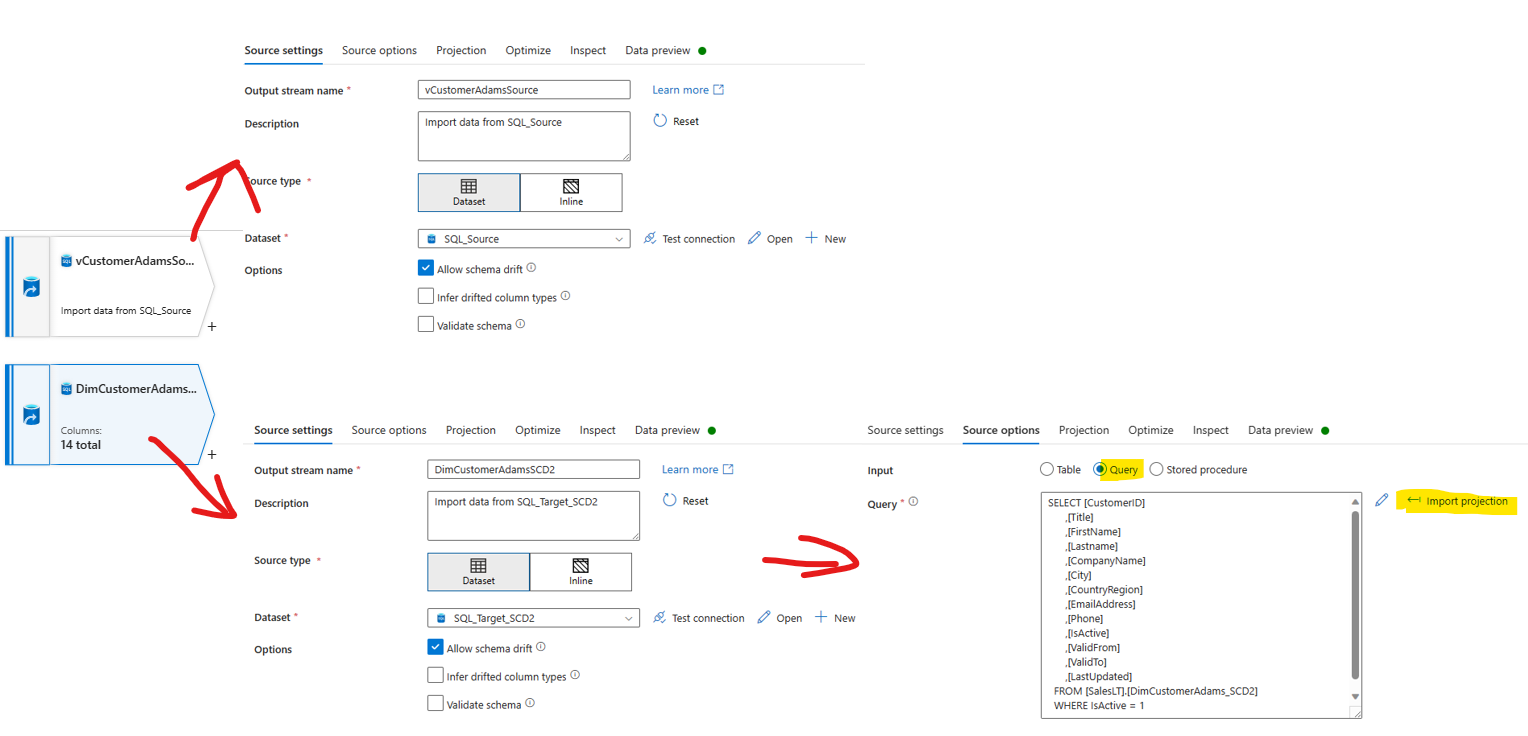 Source settings Source options Projection Optimize Inspect Data preview
Output stream name * vCustomerAdamsSource Learn more
Description Import data from SQL_Source Reset
Source type *
Dataset Inline
Dataset * SQL_Source Test connection Open New
Options Allow schema drift
Infer drifted column types
Validate schema
vCustomerAdamsSo...
Import data from SQL_Source
+
DimCustomerAdams...
Columns:
14 total
+
Source settings Source options Projection Optimize Inspect Data preview
Output stream name * DimCustomerAdamsSCD2 Learn more
Description Import data from SQL_Target_SCD2 Reset
Source type *
Dataset Inline
Dataset * SQL_Target_SCD2 Test connection Open New
Options Allow schema drift
Infer drifted column types
Validate schema
Source settings Source options Projection Optimize Inspect Data preview
Input Table Query Stored procedure
Query * Import projection
SELECT [CustomerID]
,[Title]
,[FirstName]
,[Lastname]
,[CompanyName]
,[City]
,[CountryRegion]
,[EmailAddress]
,[Phone]
,[IsActive]
,[ValidFrom]
,[ValidTo]
,[LastUpdated]
FROM [SalesLT].[DimCustomerAdams_SCD2]
WHERE IsActive = 1